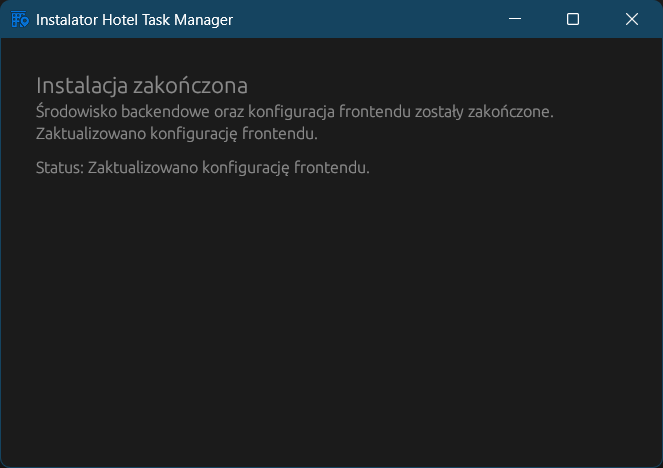 Instalator Hotel Task Manager
Instalacja zakończona
Środowisko backendowe oraz konfiguracja frontendu zostały zakończone.
Zaktualizowano konfigurację frontendu.
Status: Zaktualizowano konfigurację frontendu.